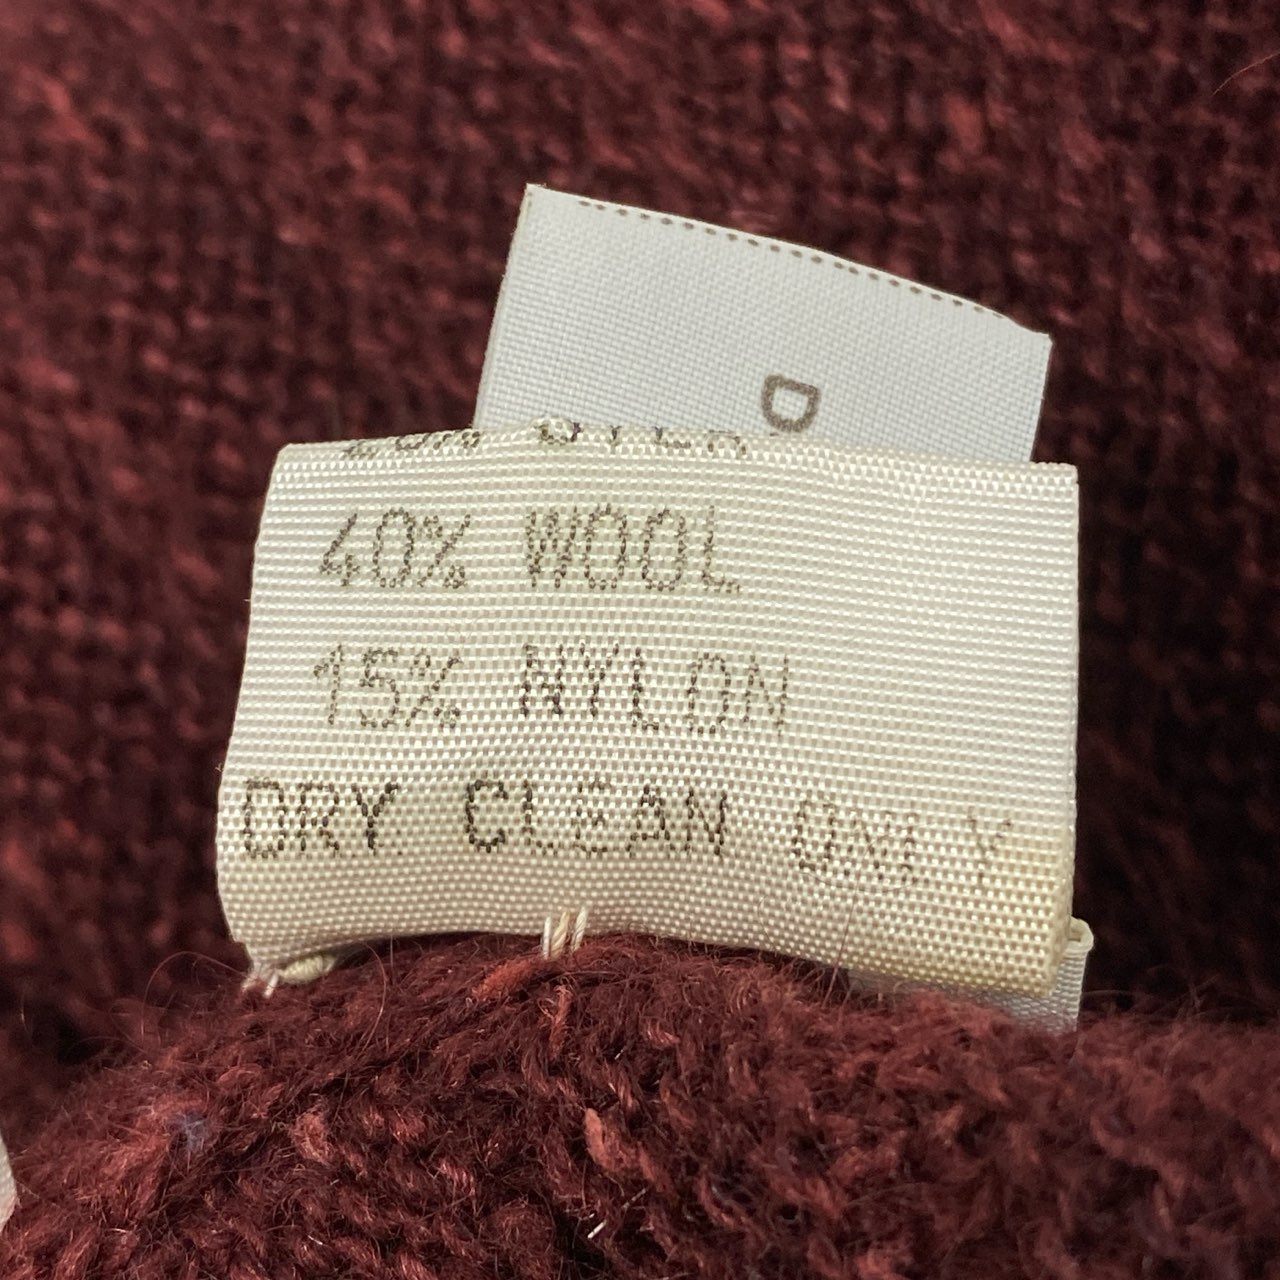 D
40% WOOL
15% NYLON
DRY CLEAN ONLY